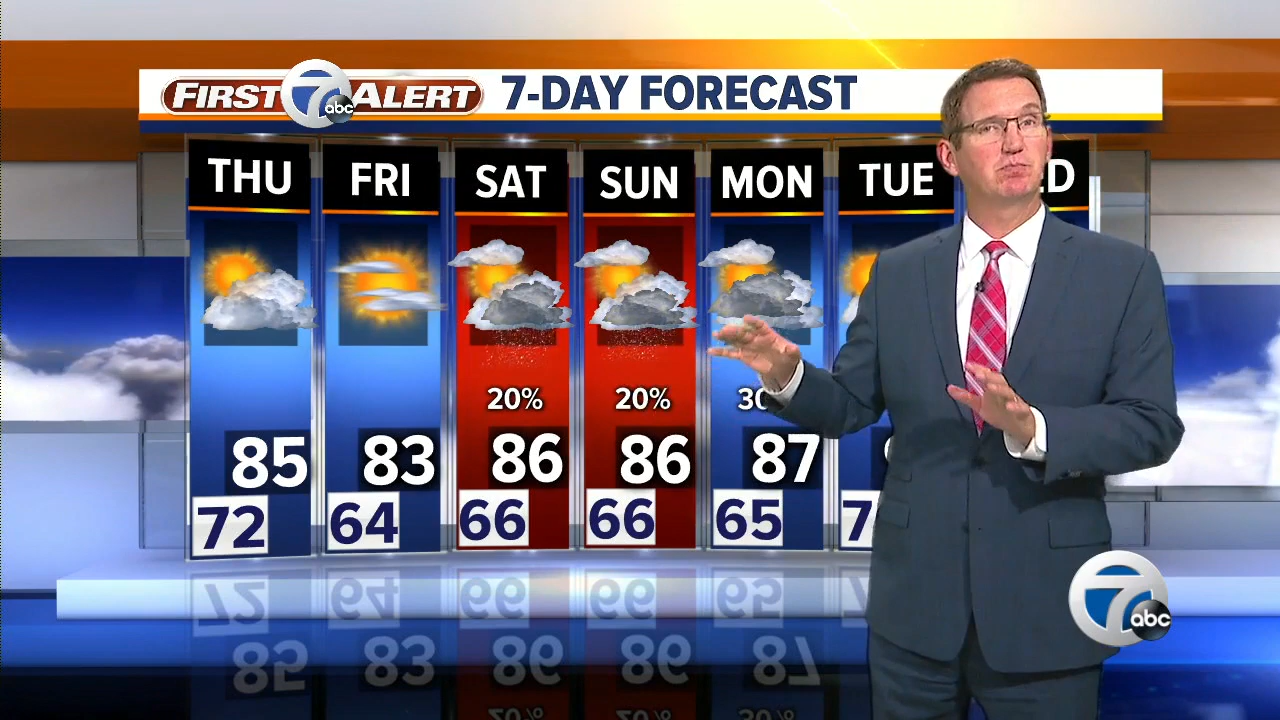 FIRST 7 abc ALERT 7-DAY FORECAST
THU FRI SAT SUN MON TUE
20% 20%
85 83 86 86 87
72 64 66 66 65
7 abc